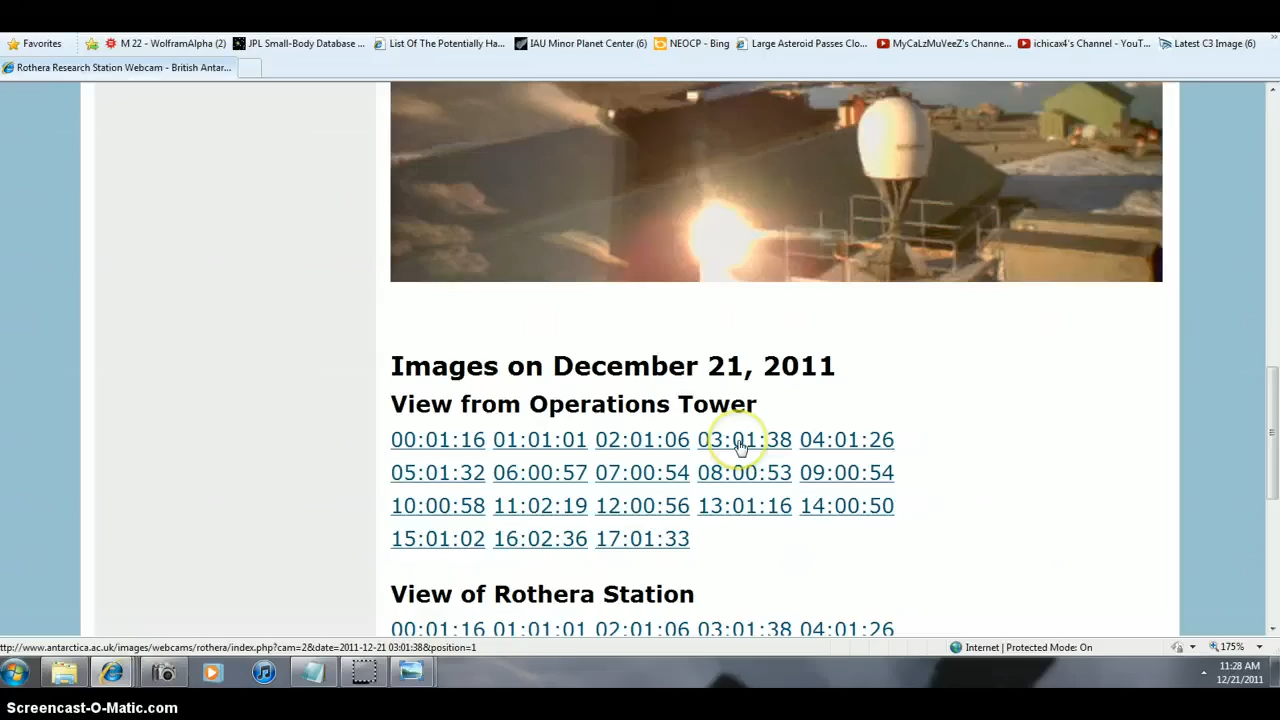 Favorites M 22 - WolframAlpha (2) JPL Small-Body Database ... List Of The Potentially Ha... IAU Minor Planet Center (6) NEOCP - Bing Large Asteroid Passes Clo... MyCaLzMuVeeZ's Channe... ichicax4's Channel - YouT... Latest C3 Image (6)
Rothera Research Station Webcam - British Antar...
Images on December 21, 2011
View from Operations Tower
00:01:16 01:01:01 02:01:06 03:01:38 04:01:26
05:01:32 06:00:57 07:00:54 08:00:53 09:00:54
10:00:58 11:02:19 12:00:56 13:01:16 14:00:50
15:01:02 16:02:36 17:01:33
View of Rothera Station
00:01:16 01:01:01 02:01:06 03:01:38 04:01:26
ttp://www.antarctica.ac.uk/images/webcams/rothera/index.php?cam=2&date=2011-12-21 03:01:38&position=1 Internet | Protected Mode: On 175%
11:28 AM
12/21/2011
Screencast-O-Matic.com